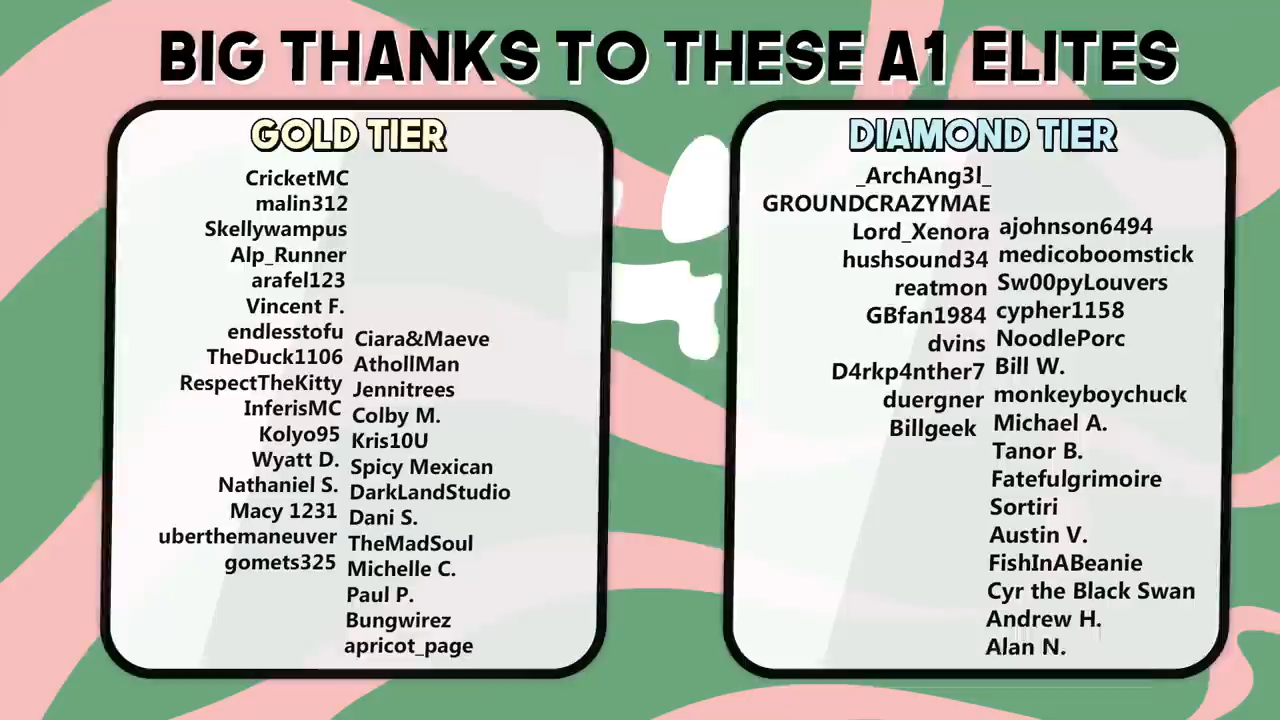 BIG THANKS TO THESE A1 ELITES
GOLD TIER
CricketMC
malin312
Skellywampus
Alp_Runner
arafel123
Vincent F.
endlesstofu
TheDuck1106
RespectTheKitty
InferisMC
Kolyo95
Wyatt D.
Nathaniel S.
Macy 1231
uberthemaneuver
gomets325
Ciara&Maeve
AthollMan
Jennitrees
Colby M.
Kris10U
Spicy Mexican
DarkLandStudio
Dani S.
TheMadSoul
Michelle C.
Paul P.
Bungwirez
apricot_page
DIAMOND TIER
_ArchAng3l_
GROUNDCRAZYMAE
Lord_Xenora
hushsound34
reatmon
GBfan1984
dvins
D4rkp4nther7
duergner
Billgeek
ajohnson6494
medicoboomstick
Sw00pyLouvers
cypher1158
NoodlePorc
Bill W.
monkeyboychuck
Michael A.
Tanor B.
Fatefulgrimoire
Sortiri
Austin V.
FishInABeanie
Cyr the Black Swan
Andrew H.
Alan N.